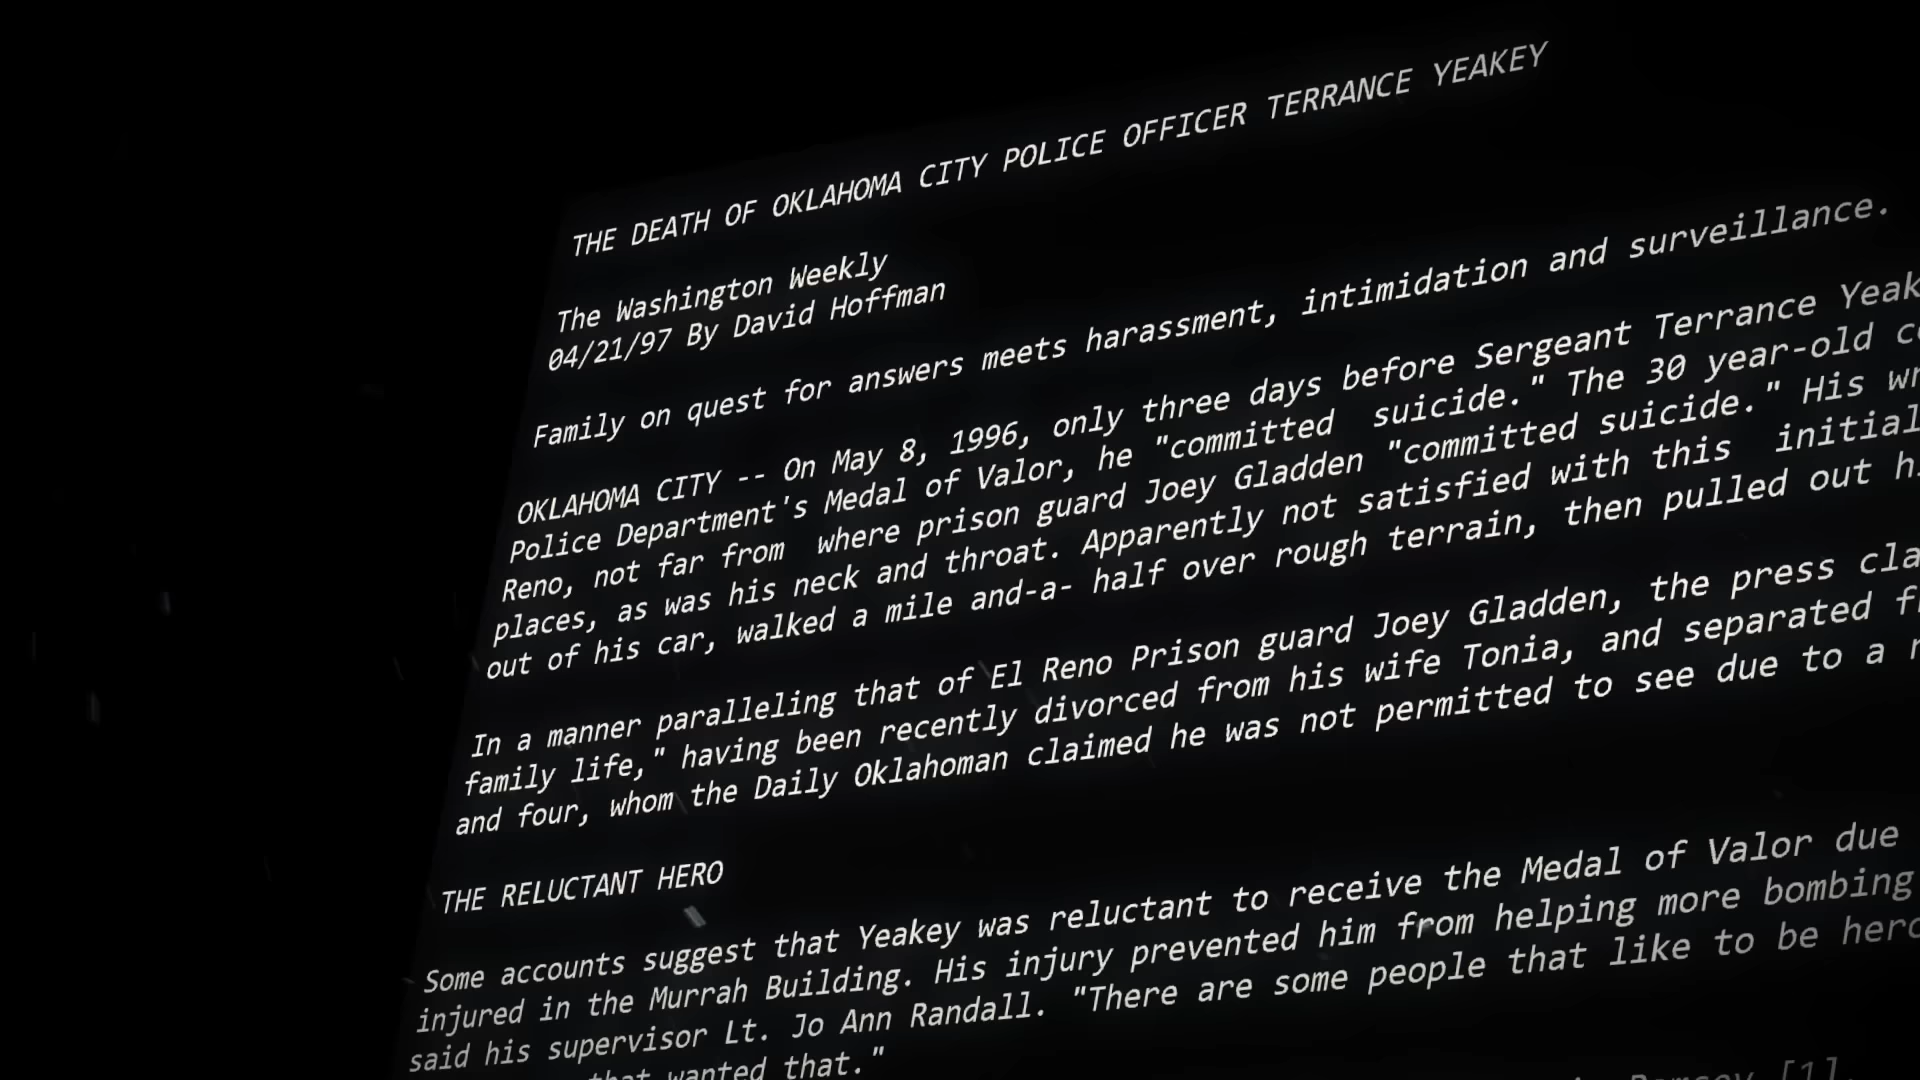 THE DEATH OF OKLAHOMA CITY POLICE OFFICER TERRANCE YEAKEY
The Washington Weekly
04/21/97 By David Hoffman
Family on quest for answers meets harassment, intimidation and surveillance.
OKLAHOMA CITY -- On May 8, 1996, only three days before Sergeant Terrance Yeak
Police Department's Medal of Valor, he "committed suicide." The 30 year-old c
Reno, not far from where prison guard Joey Gladden "committed suicide." His wr
places, as was his neck and throat. Apparently not satisfied with this initial
out of his car, walked a mile and-a- half over rough terrain, then pulled out h
In a manner paralleling that of El Reno Prison guard Joey Gladden, the press cla
family life," having been recently divorced from his wife Tonia, and separated f
and four, whom the Daily Oklahoman claimed he was not permitted to see due to a r
THE RELUCTANT HERO
Some accounts suggest that Yeakey was reluctant to receive the Medal of Valor due
injured in the Murrah Building. His injury prevented him from helping more bombing
said his supervisor Lt. Jo Ann Randall. "There are some people that like to be hero
that wanted that."
Ramsey [1].